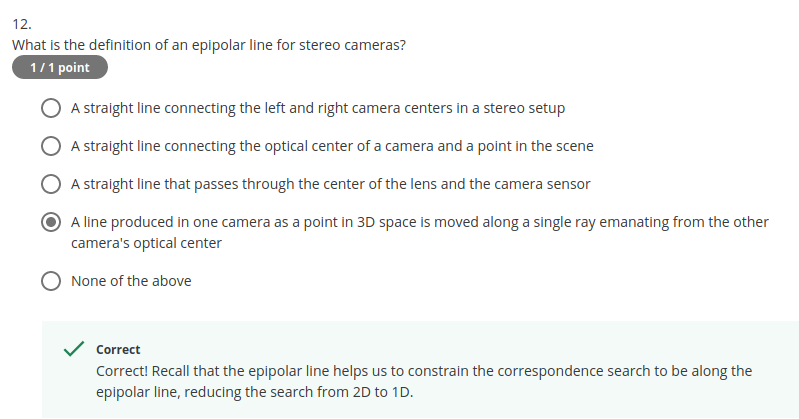 12.
What is the definition of an epipolar line for stereo cameras?
1 / 1 point
A straight line connecting the left and right camera centers in a stereo setup
A straight line connecting the optical center of a camera and a point in the scene
A straight line that passes through the center of the lens and the camera sensor
A line produced in one camera as a point in 3D space is moved along a single ray emanating from the other
camera's optical center
None of the above
Correct
Correct! Recall that the epipolar line helps us to constrain the correspondence search to be along the
epipolar line, reducing the search from 2D to 1D.